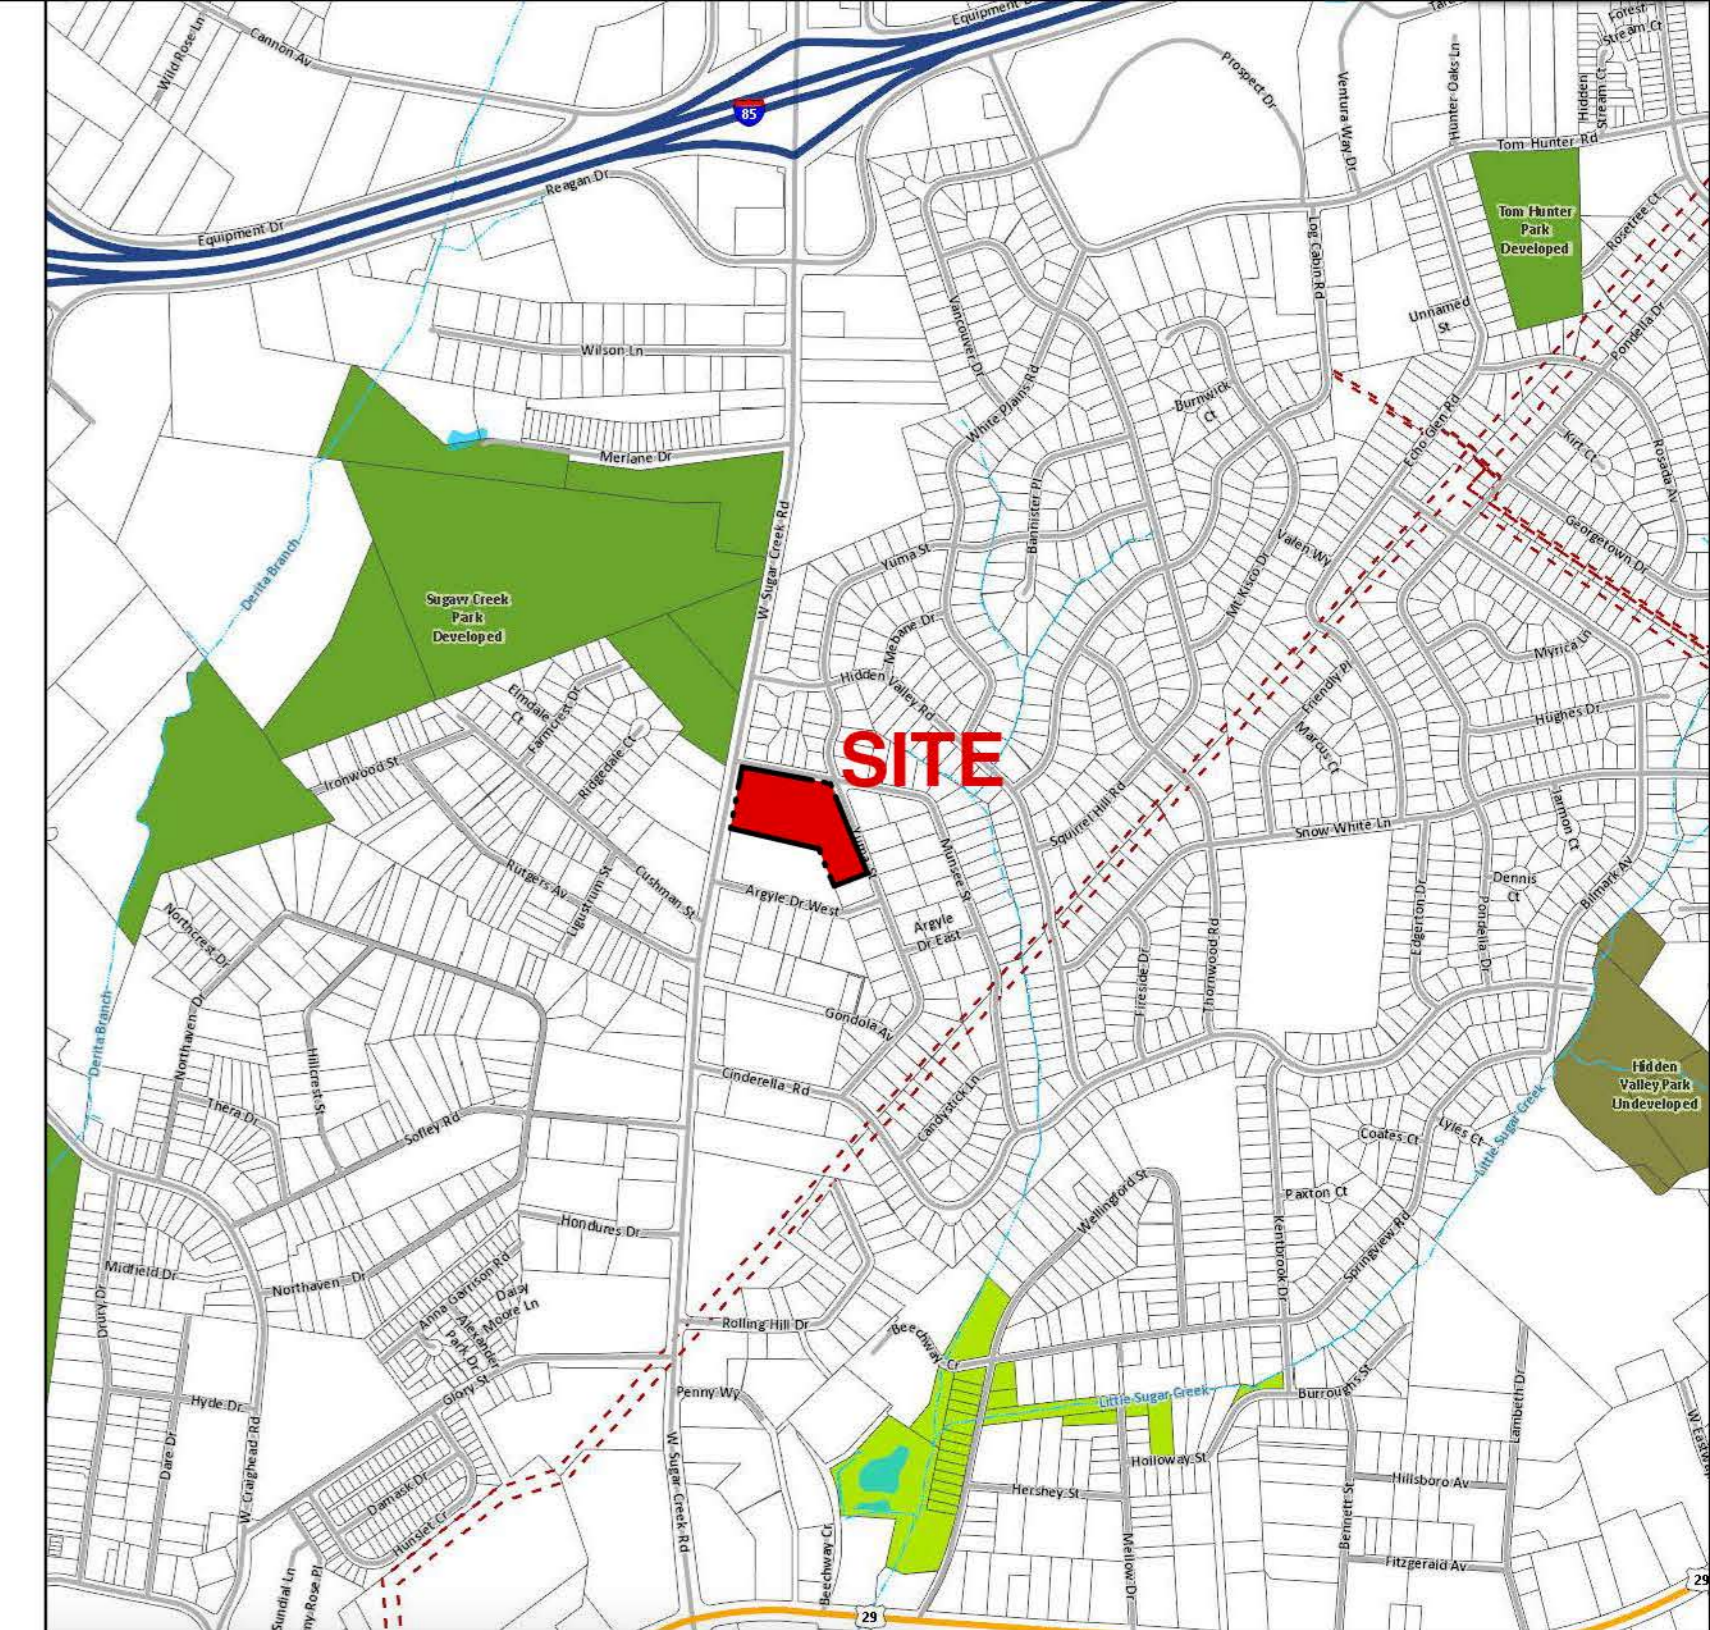 Equipment
Forest
Stream Ct
Wild Rose Ln
Cannon Av
Prospect Dr
Ventura Way Dr
Hunter Oaks Ln
Hidden
Stream Ct
85
Tom Hunter Rd
Reagan Dr
Equipment Dr
Tom Hunter
Park
Developed
Rosetree Ct
Log Cabin Rd
Unnamed
St
Pondella Dr
Vancouver Dr
Wilson Ln
White Plains Rd
Burnwick
Ct
Echo Glen Rd
Kirt Ct
Rosada Av
Merlane Dr
W Sugar Creek Rd
Bannister Pl
Georgetown Dr
Yuma St
Valen Wy
Mt Kisco Dr
Derita Branch
Sugaw Creek
Park
Developed
Mebane Dr
Myrica Ln
Hidden Valley Rd
Friendly Pl
Elmdale
Ct
Farmcrest Dr
Hughes Dr
Marcus Ct
Ridgedale Ct
SITE
Ironwood St
Squirrel Hill Rd
Snow White Ln
Jarmon Ct
Yuma St
Munsee St
Rutgers Av
Ligustrum St
Cushman St
Argyle Dr West
Dennis
Ct
Bilmark Av
Edgerton Dr
Pondella Dr
Northcrest Dr
Argyle
Dr East
Fireside Dr
Thornwood Rd
Derita Branch
Northaven Dr
Gondola Av
Hillcrest St
Cinderella Rd
Candystick Ln
Hidden
Valley Park
Undeveloped
Thera Dr
Sofley Rd
Coates Ct
Lyles Ct
Little Sugar Creek
Wellingford St
Paxton Ct
Hondures Dr
Kentbrook Dr
Springview Rd
Midfield Dr
Northaven Dr
Anna Garrison Rd
Daisy
Moore Ln
Alexander
Park Dr
Drury Dr
Rolling Hill Dr
Beechway Cr
Glory St
Penny Wy
Little Sugar Creek
Burroughs St
Hyde Dr
Lambeth Dr
Dare Dr
W Craighead Rd
W Sugar Creek Rd
Holloway St
Damask Dr
Hershey St
Hillsboro Av
Hunslet Cr
Bennett St
Beechway Cr
Mellow Dr
Fitzgerald Av
29
29